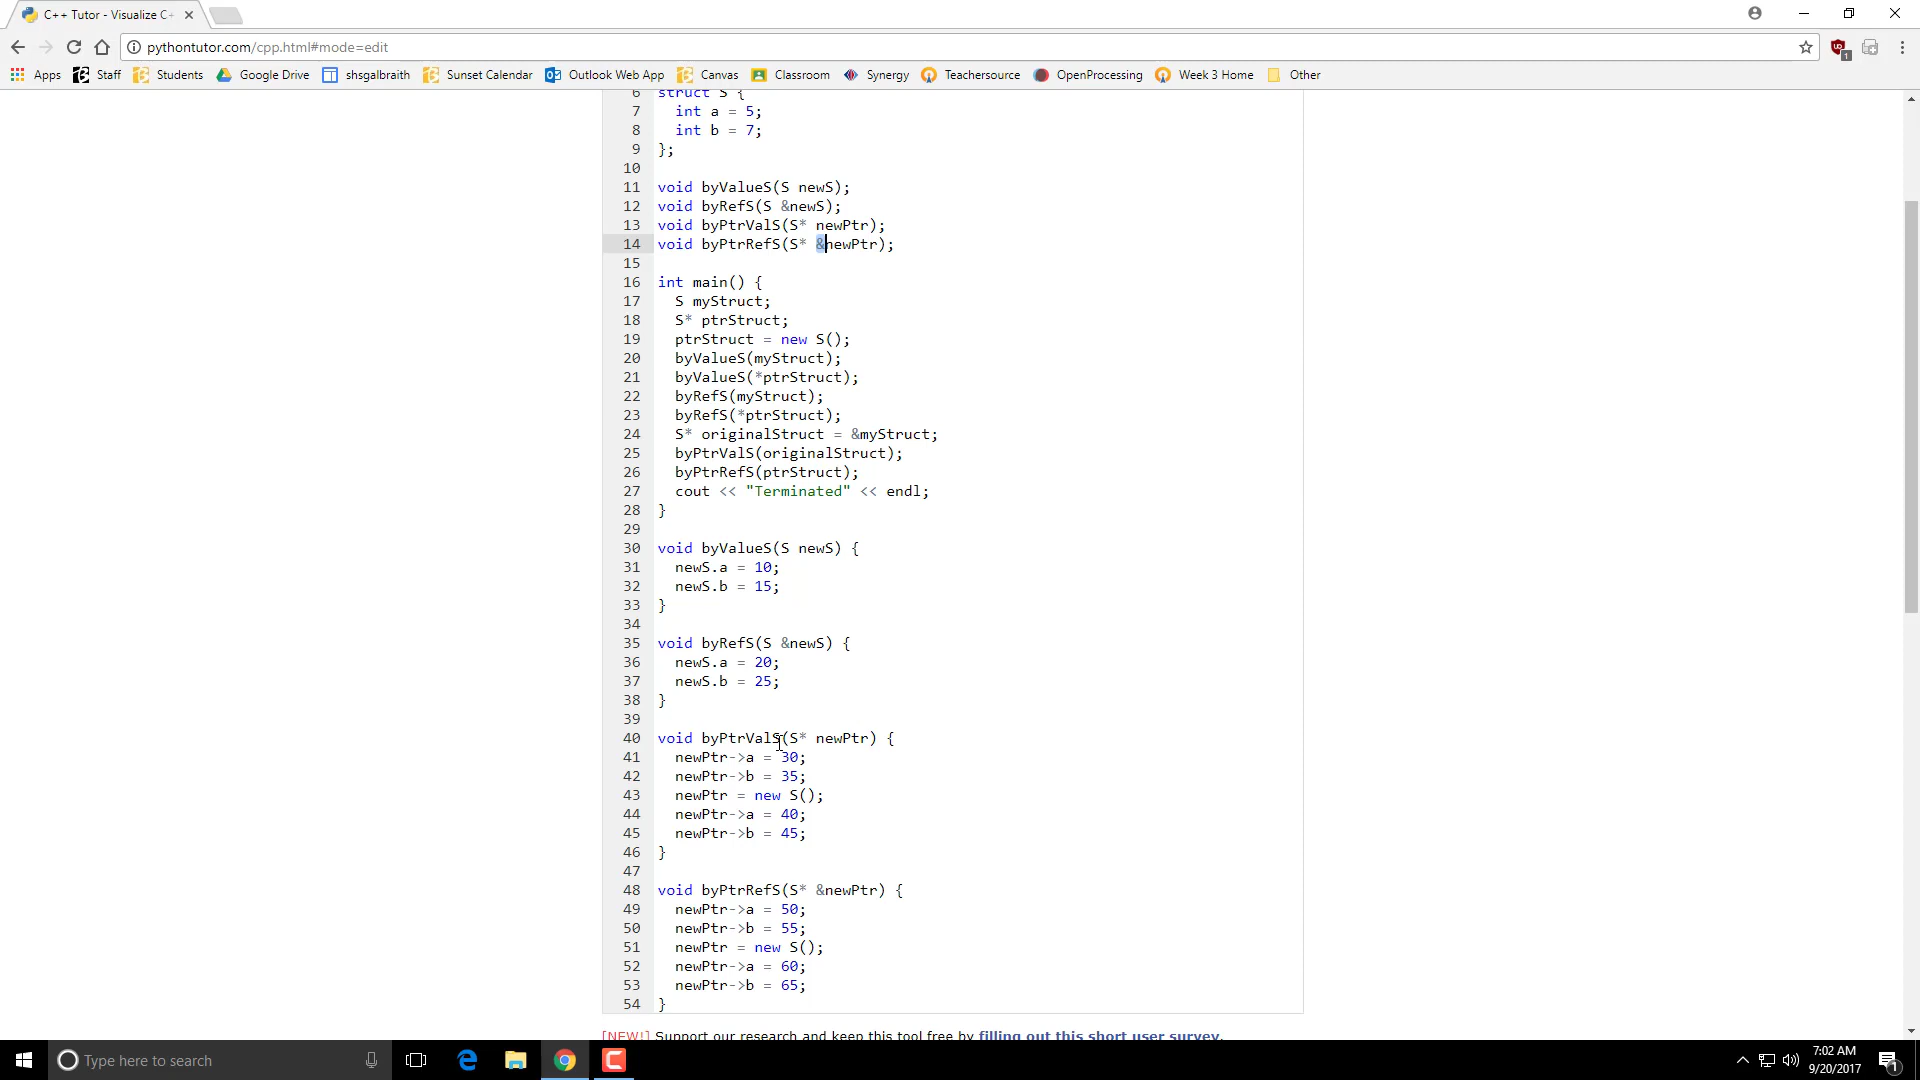 C++ Tutor - Visualize C+
pythontutor.com/cpp.html#mode=edit
1
Apps Staff Students Google Drive shsgalbraith Sunset Calendar Outlook Web App Canvas Classroom Synergy Teachersource OpenProcessing Week 3 Home Other
6 struct S {
7 int a = 5;
8 int b = 7;
9 };
10
11 void byValueS(S newS);
12 void byRefS(S &newS);
13 void byPtrValS(S* newPtr);
14 void byPtrRefS(S* &newPtr);
15
16 int main() {
17 S myStruct;
18 S* ptrStruct;
19 ptrStruct = new S();
20 byValueS(myStruct);
21 byValueS(*ptrStruct);
22 byRefS(myStruct);
23 byRefS(*ptrStruct);
24 S* originalStruct = &myStruct;
25 byPtrValS(originalStruct);
26 byPtrRefS(ptrStruct);
27 cout << "Terminated" << endl;
28 }
29
30 void byValueS(S newS) {
31 newS.a = 10;
32 newS.b = 15;
33 }
34
35 void byRefS(S &newS) {
36 newS.a = 20;
37 newS.b = 25;
38 }
39
40 void byPtrValS(S* newPtr) {
41 newPtr->a = 30;
42 newPtr->b = 35;
43 newPtr = new S();
44 newPtr->a = 40;
45 newPtr->b = 45;
46 }
47
48 void byPtrRefS(S* &newPtr) {
49 newPtr->a = 50;
50 newPtr->b = 55;
51 newPtr = new S();
52 newPtr->a = 60;
53 newPtr->b = 65;
54 }
[NEW!] Support our research and keep this tool free by filling out this short user survey.
Type here to search
7:02 AM
9/20/2017
1